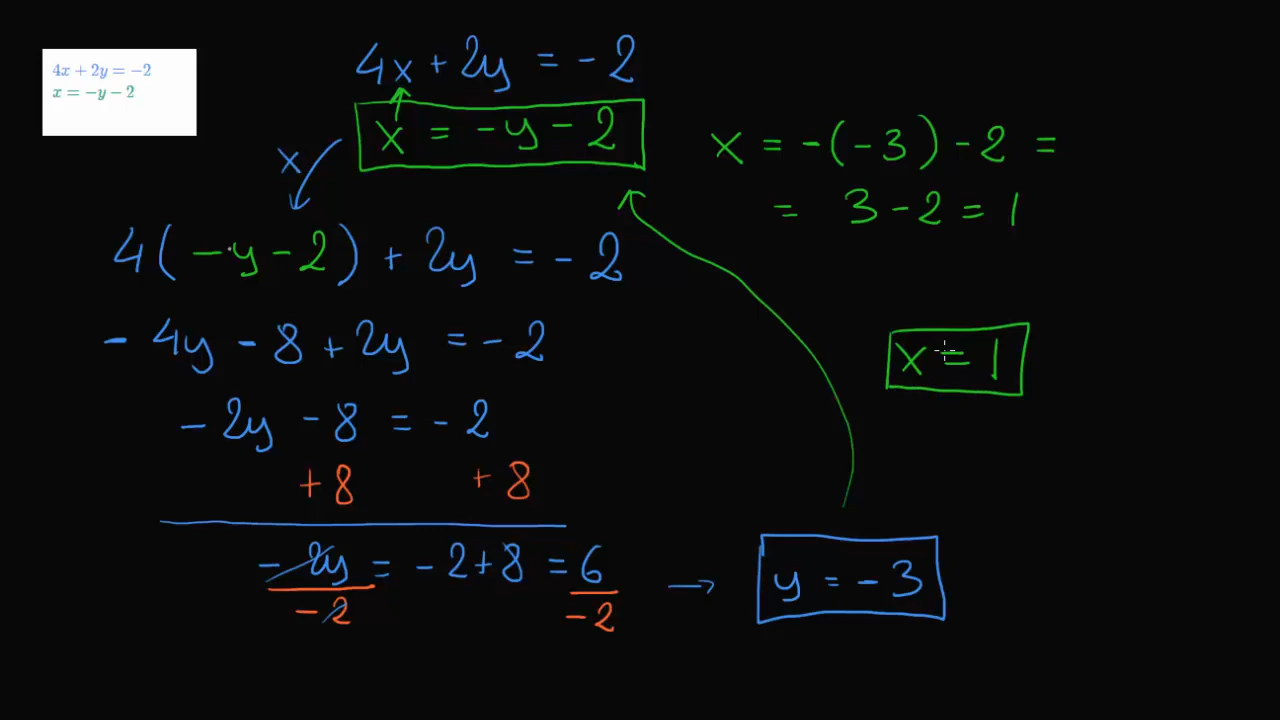 4x + 2y = −2
x = −y − 2
4x + 2y = - 2
x = - y - 2
x
4 ( - y - 2 ) + 2y = - 2
- 4y - 8 + 2y = - 2
- 2y - 8 = - 2
+ 8 + 8
- 2y = - 2 + 8 = 6
- 2 - 2
→ y = - 3
x = - ( - 3 ) - 2 =
= 3 - 2 = 1
x = 1